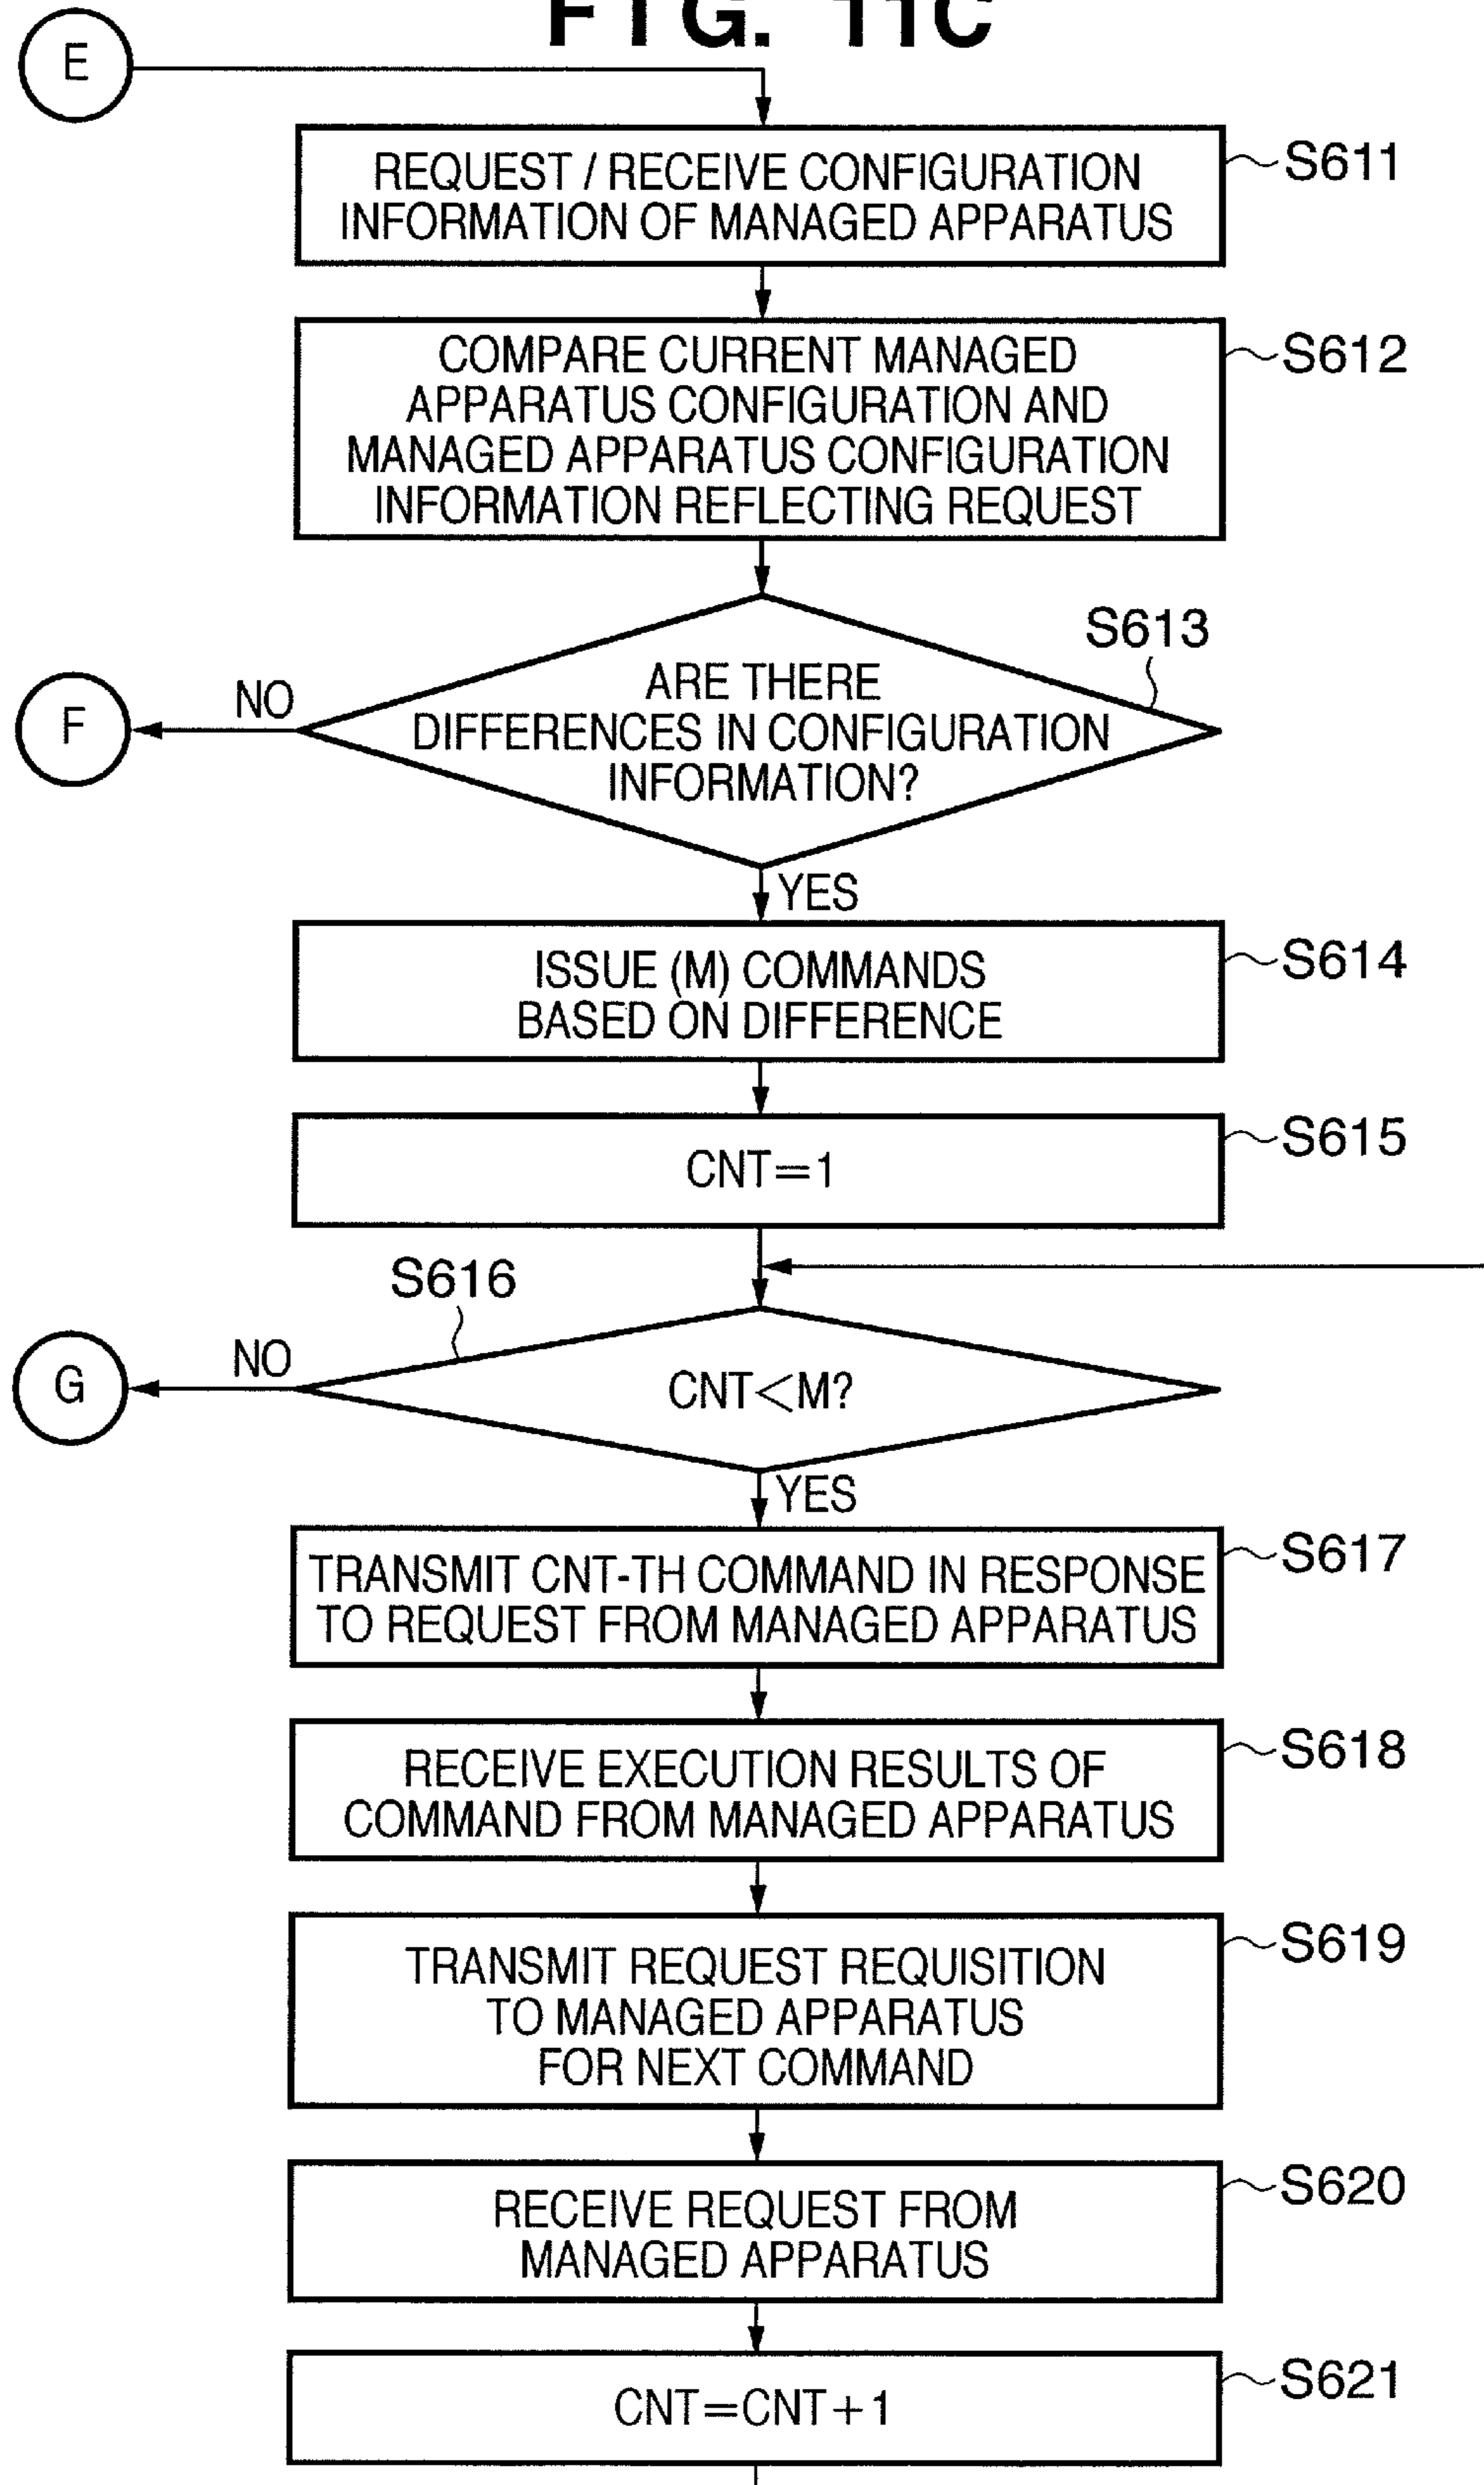 FIG. 11C
E
REQUEST / RECEIVE CONFIGURATION
INFORMATION OF MANAGED APPARATUS
S611
COMPARE CURRENT MANAGED
APPARATUS CONFIGURATION AND
MANAGED APPARATUS CONFIGURATION
INFORMATION REFLECTING REQUEST
S612
S613
ARE THERE
DIFFERENCES IN CONFIGURATION
INFORMATION?
NO
F
YES
ISSUE (M) COMMANDS
BASED ON DIFFERENCE
S614
CNT=1
S615
S616
CNT<M?
NO
G
YES
TRANSMIT CNT-TH COMMAND IN RESPONSE
TO REQUEST FROM MANAGED APPARATUS
S617
RECEIVE EXECUTION RESULTS OF
COMMAND FROM MANAGED APPARATUS
S618
TRANSMIT REQUEST REQUISITION
TO MANAGED APPARATUS
FOR NEXT COMMAND
S619
RECEIVE REQUEST FROM
MANAGED APPARATUS
S620
CNT=CNT+1
S621